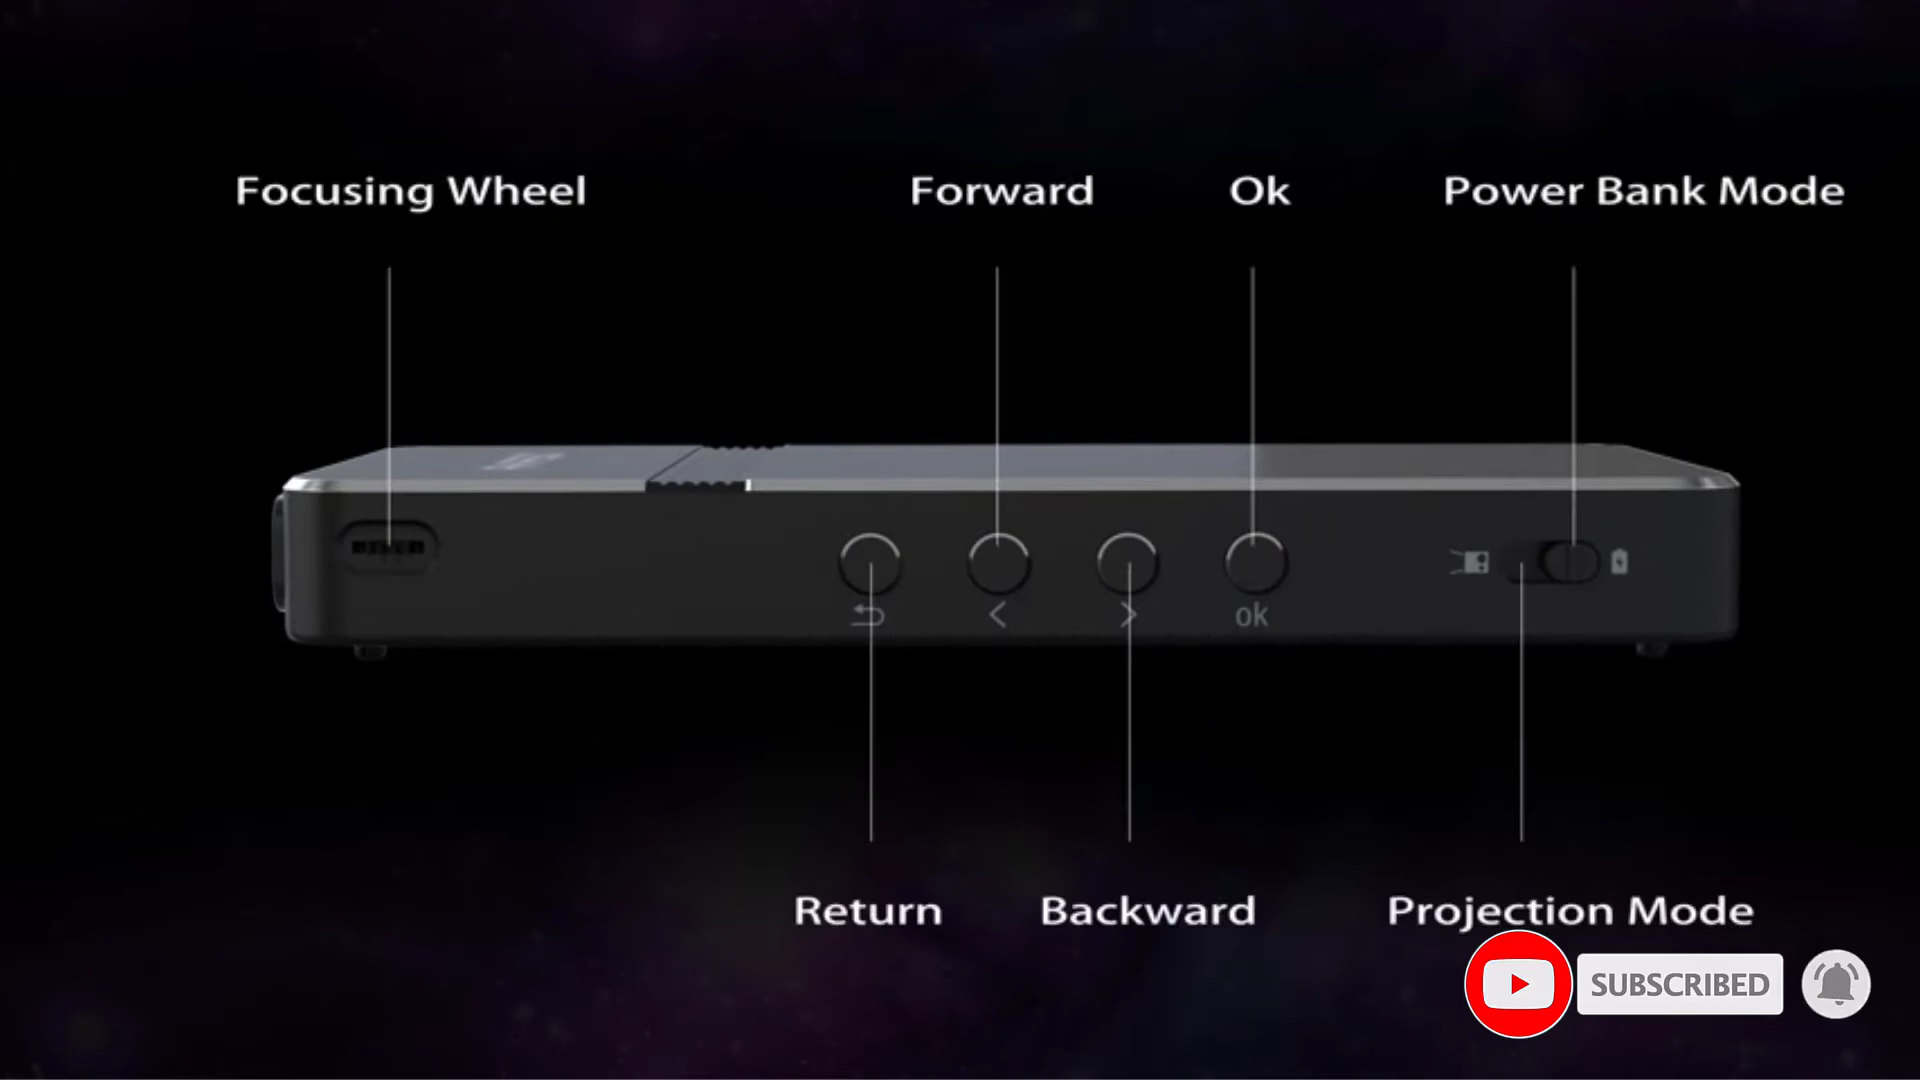 Focusing Wheel
Forward
Ok
Power Bank Mode
ok
Return
Backward
Projection Mode
SUBSCRIBED